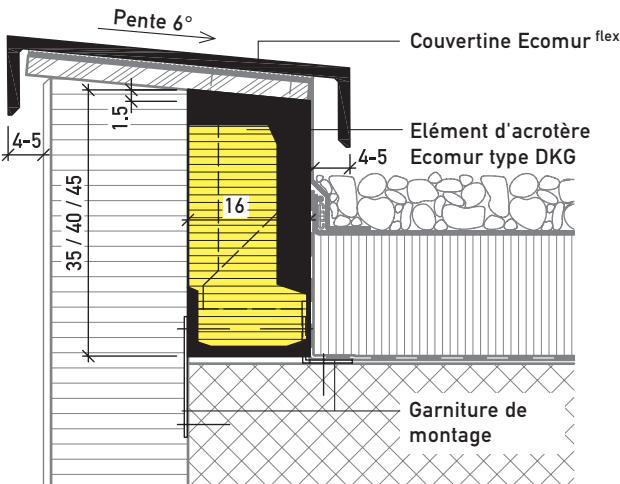 Pente 6°
Couvertine Ecomur flex
1.5
4-5
Elément d'acrotère
Ecomur type DKG
4-5
35 / 40 / 45
16
Garniture de
montage